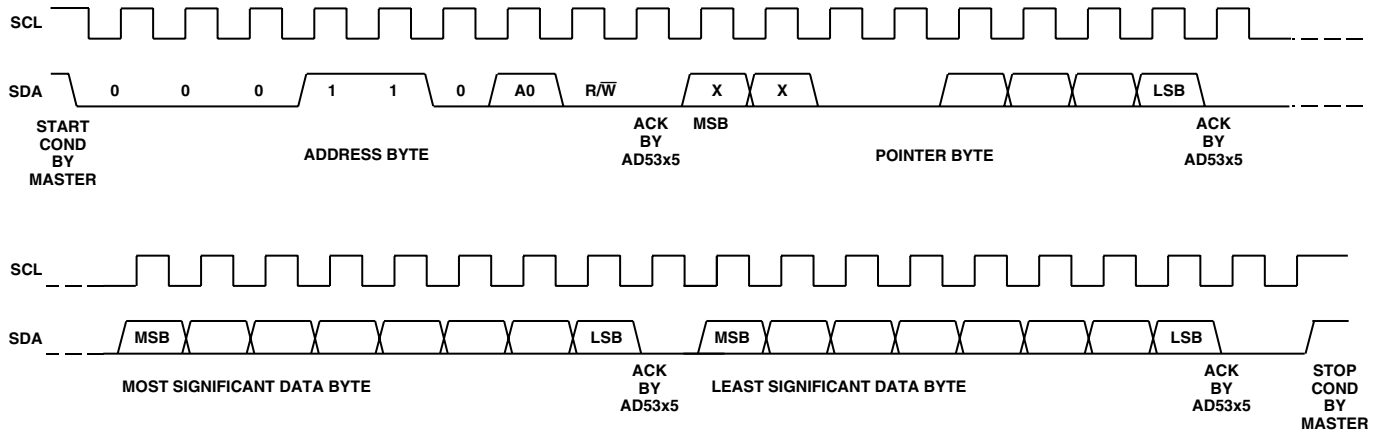 SCL
SDA 0 0 0 1 1 0 A0 R/W̅ X X LSB
START COND BY MASTER
ADDRESS BYTE
ACK BY AD53x5
MSB
POINTER BYTE
ACK BY AD53x5
SCL
SDA MSB LSB MSB LSB
MOST SIGNIFICANT DATA BYTE
ACK BY AD53x5
LEAST SIGNIFICANT DATA BYTE
ACK BY AD53x5
STOP COND BY MASTER